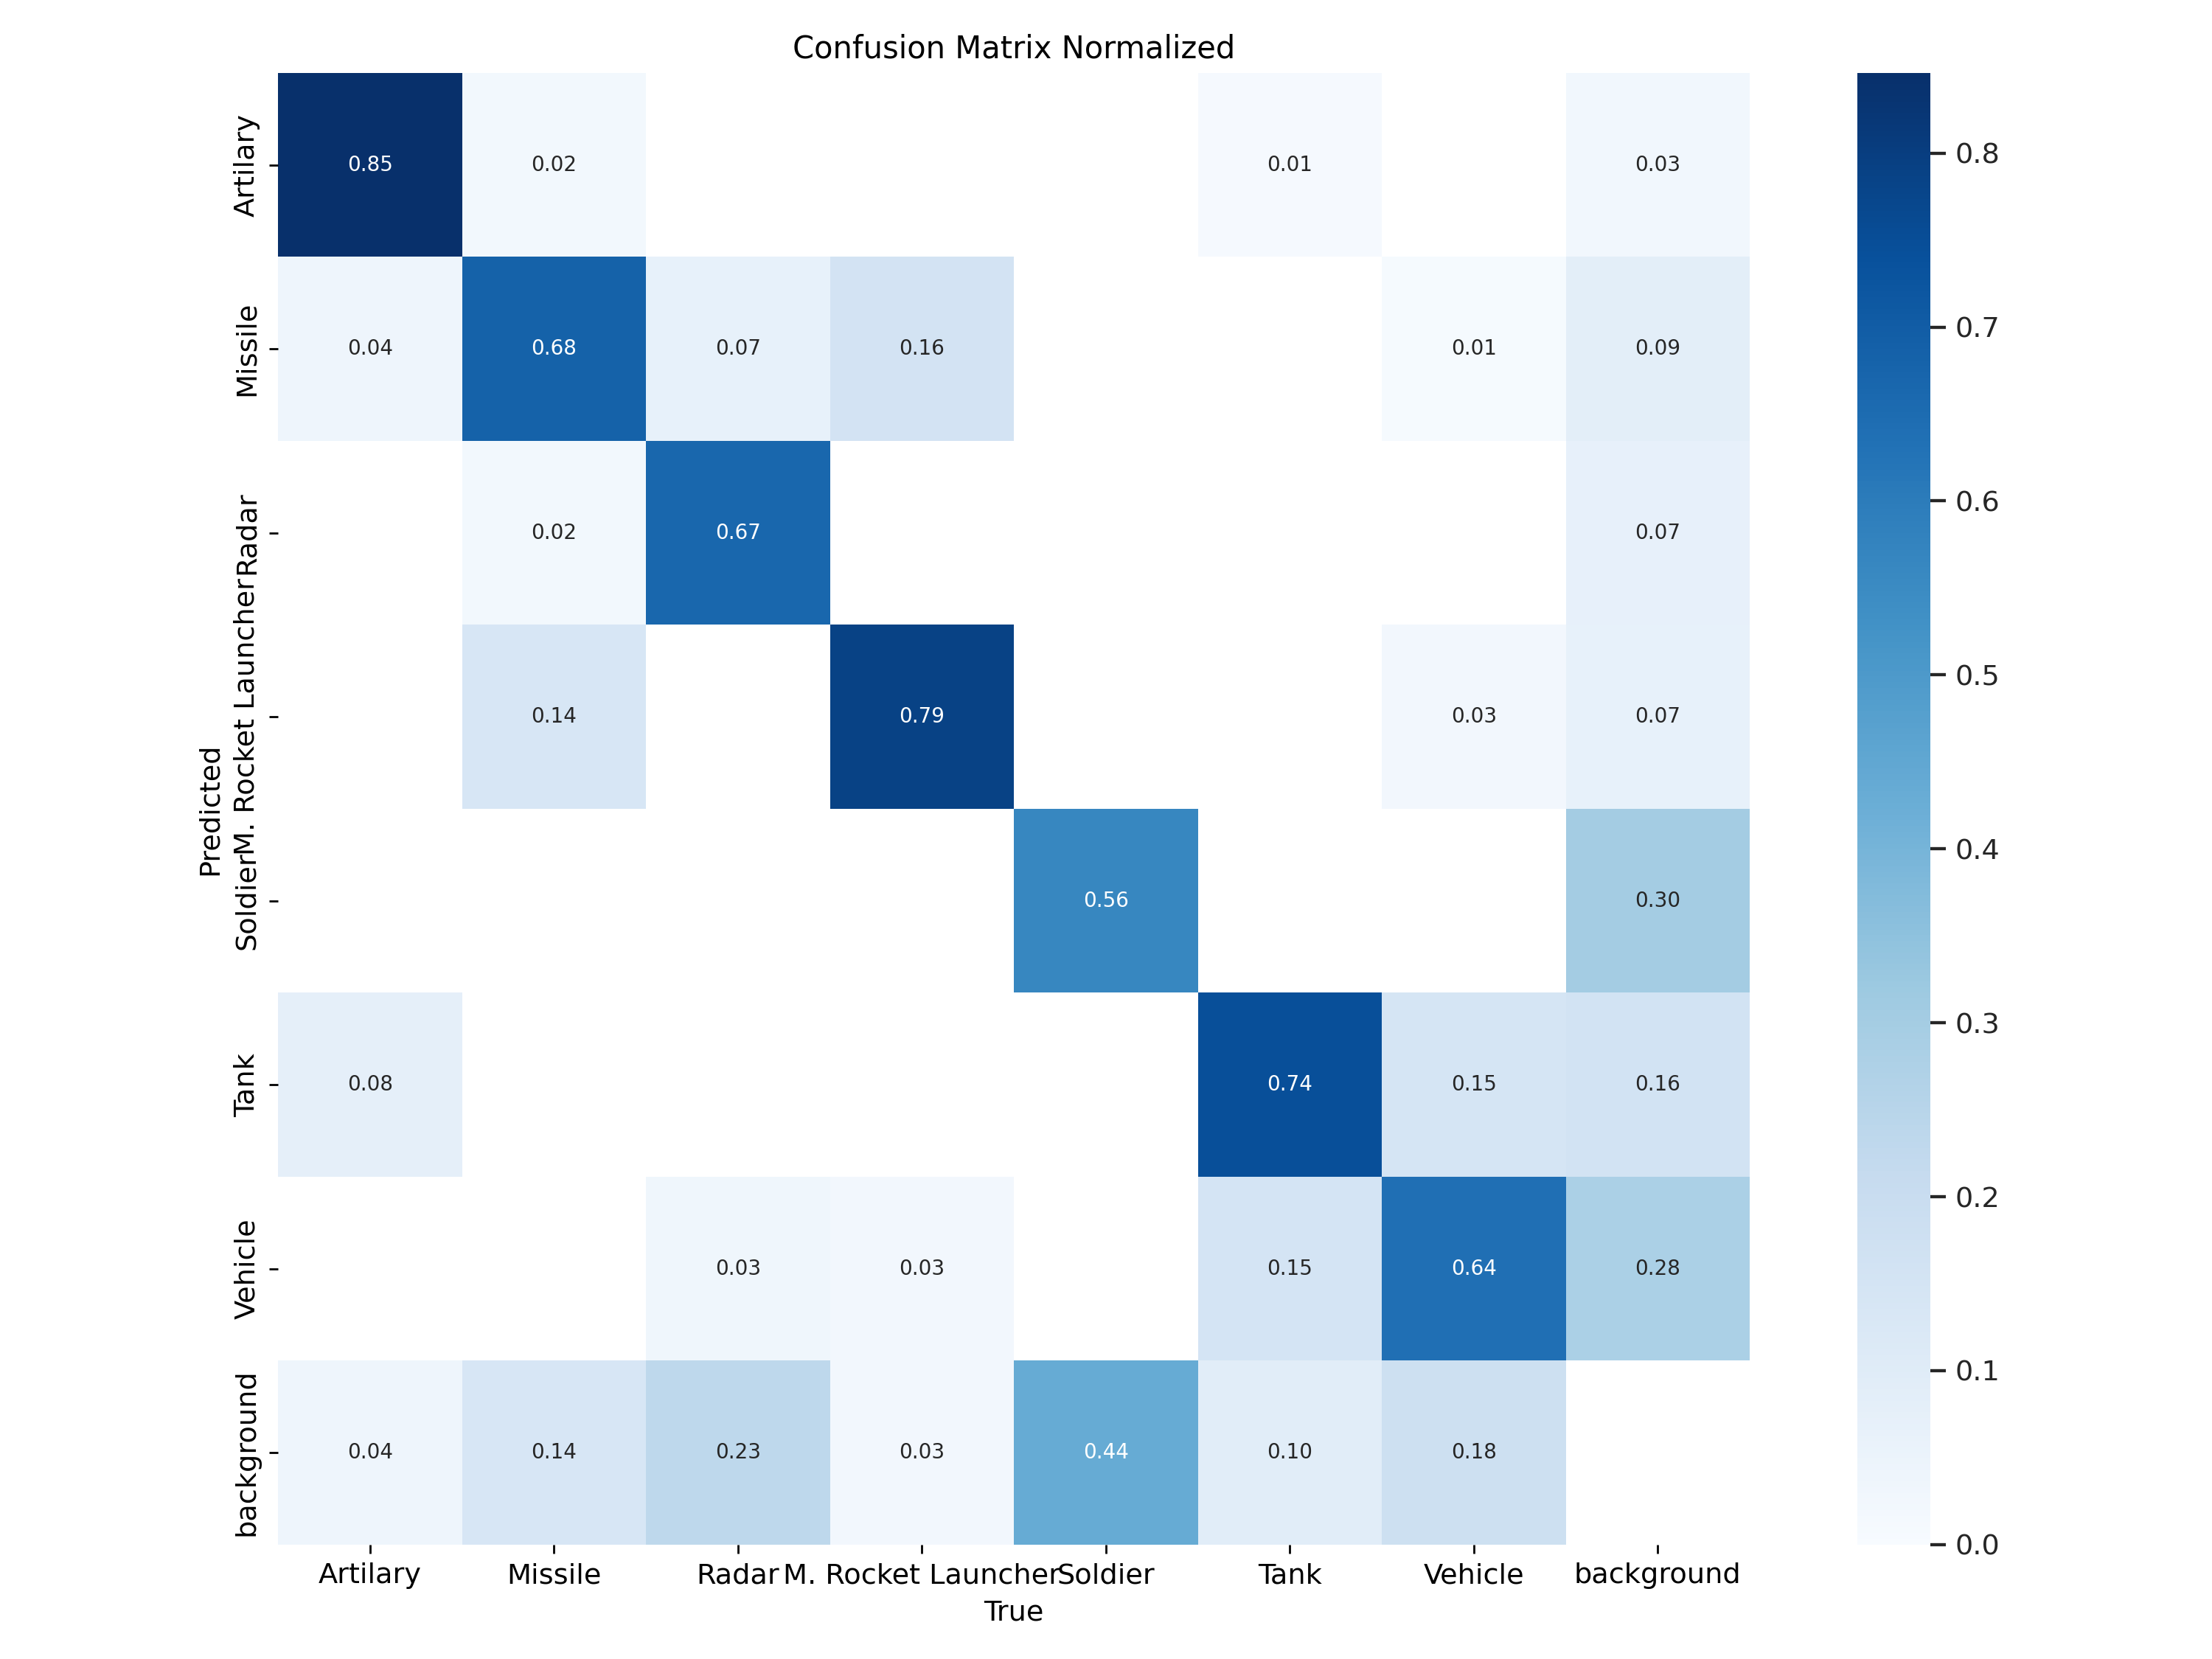 Confusion Matrix Normalized
Artilary
0.85 0.02 0.01 0.03
Missile
0.04 0.68 0.07 0.16 0.01 0.09
Radar
0.02 0.67 0.07
M. Rocket Launcher
0.14 0.79 0.03 0.07
Soldier
0.56 0.30
Tank
0.08 0.74 0.15 0.16
Vehicle
0.03 0.03 0.15 0.64 0.28
background
0.04 0.14 0.23 0.03 0.44 0.10 0.18
Predicted
Artilary Missile Radar M. Rocket Launcher Soldier Tank Vehicle background
True
0.8
0.7
0.6
0.5
0.4
0.3
0.2
0.1
0.0